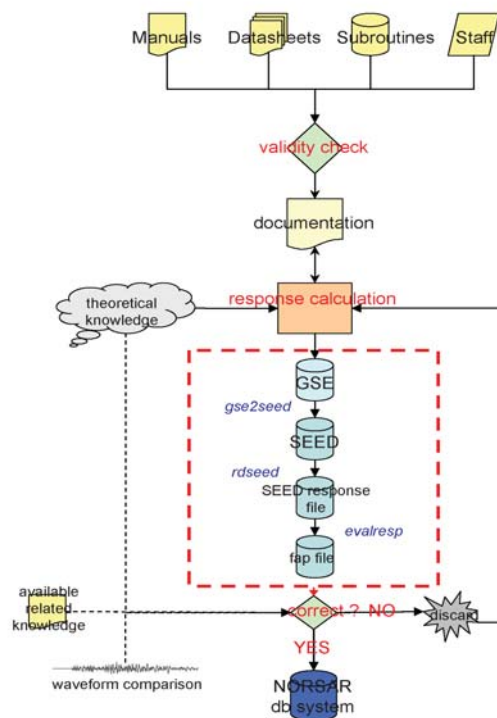 Manuals
Datasheets
Subroutines
Staff
validity check
documentation
theoretical
knowledge
response calculation
GSE
gse2seed
SEED
rdseed
SEED response
file
evalresp
fap file
available
related
knowledge
correct ? NO
discard
YES
waveform comparison
NORSAR
db system